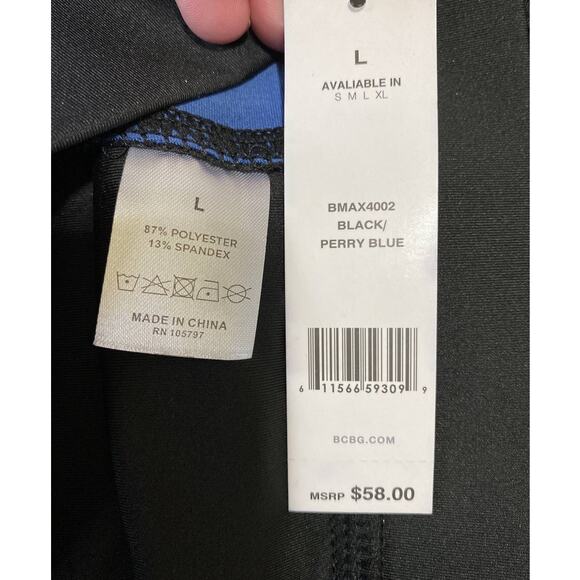 L
AVALIABLE IN
S M L XL
BMAX4002
BLACK/
PERRY BLUE
6 11566 59309 9
BCBG.COM
MSRP $58.00
L
87% POLYESTER
13% SPANDEX
MADE IN CHINA
RN 105797